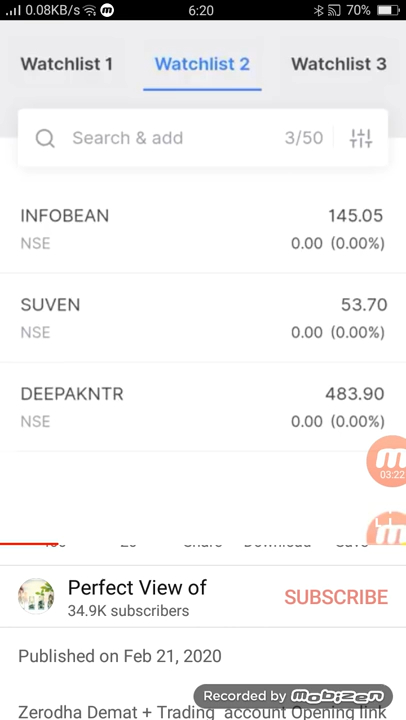 0.08KB/s 6:20 70%
Watchlist 1 Watchlist 2 Watchlist 3
Search & add 3/50
INFOBEAN 145.05
NSE 0.00 (0.00%)
SUVEN 53.70
NSE 0.00 (0.00%)
DEEPAKNTR 483.90
NSE 0.00 (0.00%)
03:22
Share Download Save
Perfect View of
SUBSCRIBE
34.9K subscribers
Published on Feb 21, 2020
Recorded by mobizen
Zerodha Demat + Trading account Opening link